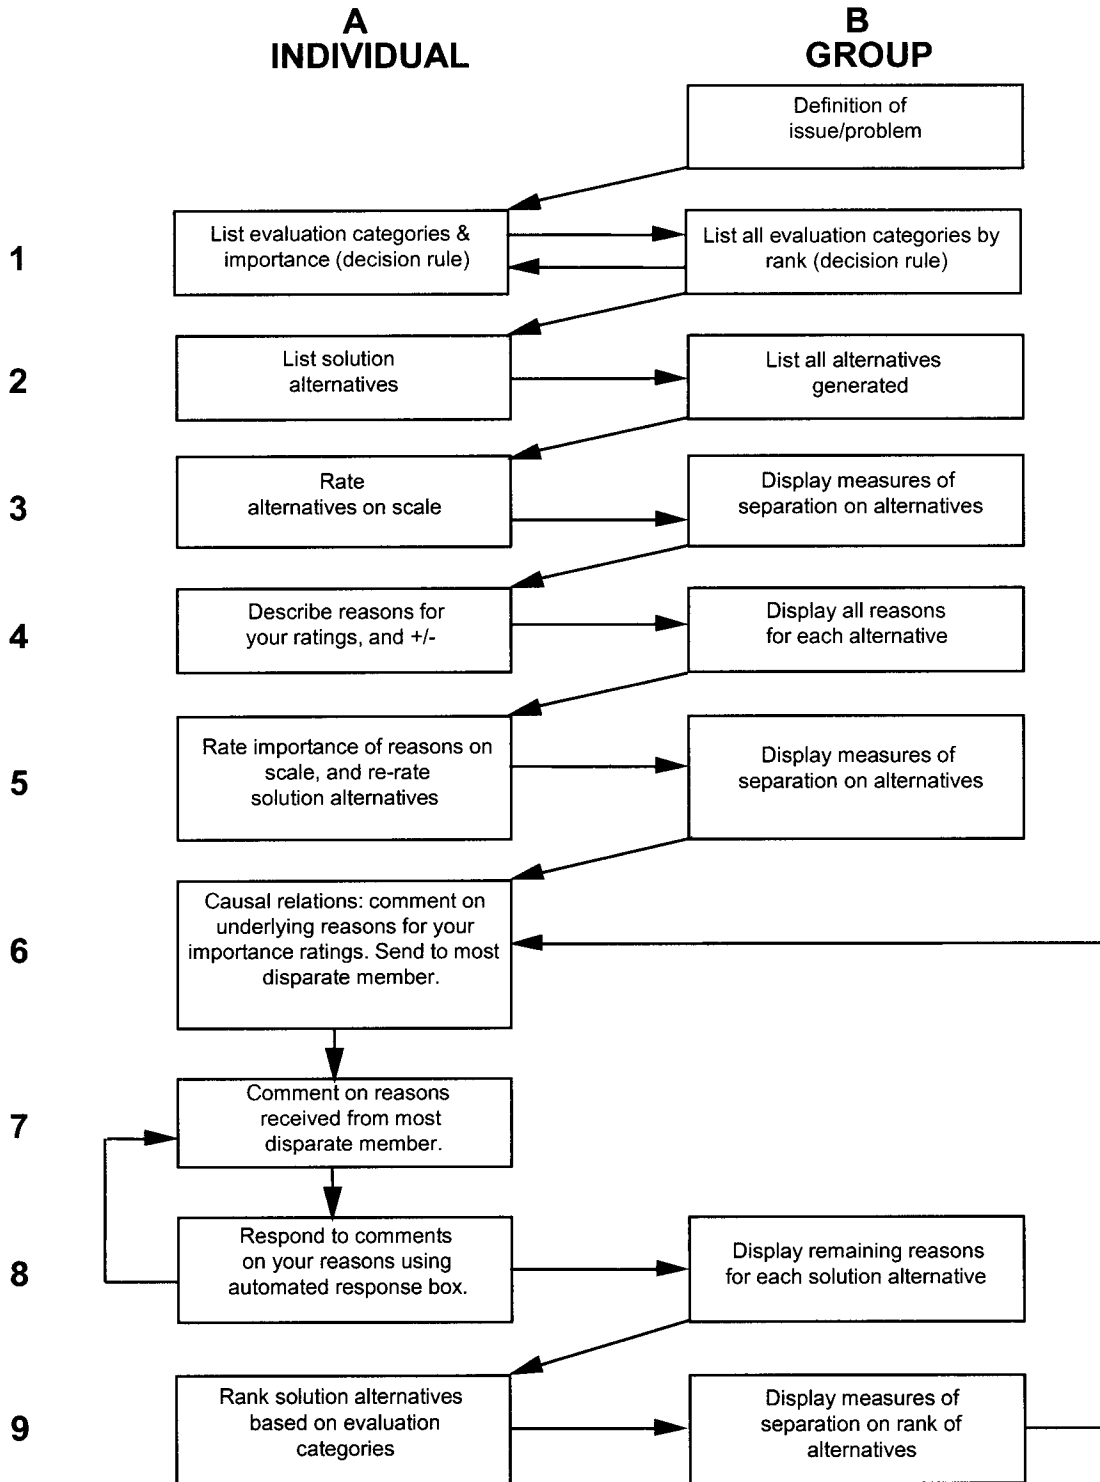 A
INDIVIDUAL
B
GROUP
Definition of
issue/problem
1
List evaluation categories &
importance (decision rule)
List all evaluation categories by
rank (decision rule)
2
List solution
alternatives
List all alternatives
generated
3
Rate
alternatives on scale
Display measures of
separation on alternatives
4
Describe reasons for
your ratings, and +/-
Display all reasons
for each alternative
5
Rate importance of reasons on
scale, and re-rate
solution alternatives
Display measures of
separation on alternatives
6
Causal relations: comment on
underlying reasons for your
importance ratings. Send to most
disparate member.
7
Comment on reasons
received from most
disparate member.
8
Respond to comments
on your reasons using
automated response box.
Display remaining reasons
for each solution alternative
9
Rank solution alternatives
based on evaluation
categories
Display measures of
separation on rank of
alternatives